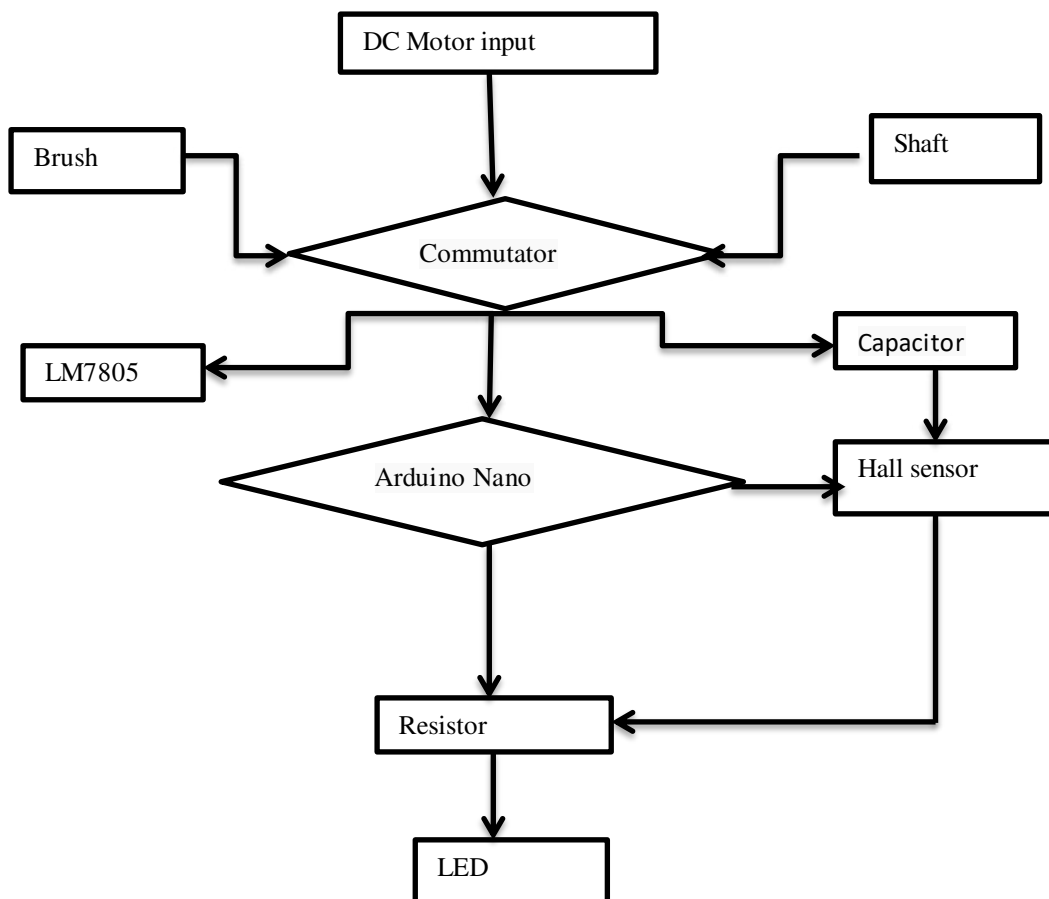 DC Motor input
Brush
Shaft
Commutator
LM7805
Capacitor
Arduino Nano
Hall sensor
Resistor
LED